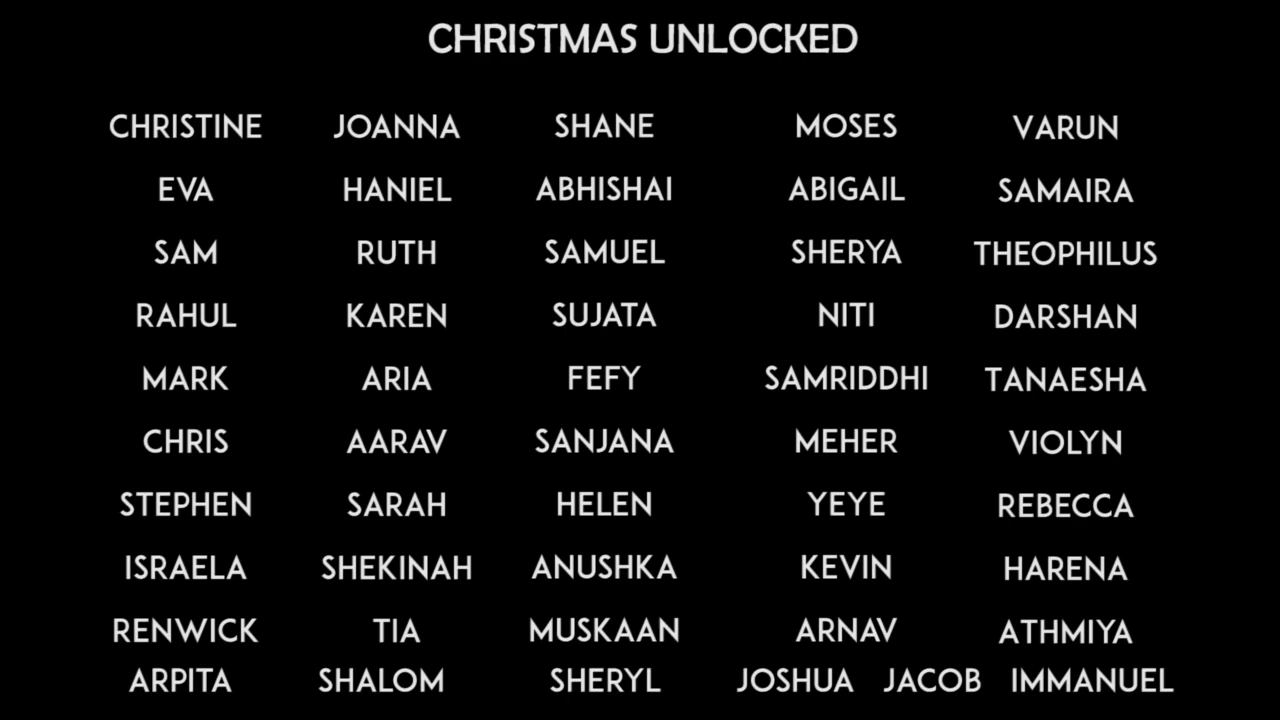 CHRISTMAS UNLOCKED
CHRISTINE JOANNA SHANE MOSES VARUN
EVA HANIEL ABHISHAI ABIGAIL SAMAIRA
SAM RUTH SAMUEL SHERYA THEOPHILUS
RAHUL KAREN SUJATA NITI DARSHAN
MARK ARIA FEFY SAMRIDDHI TANAESHA
CHRIS AARAV SANJANA MEHER VIOLYN
STEPHEN SARAH HELEN YEYE REBECCA
ISRAELA SHEKINAH ANUSHKA KEVIN HARENA
RENWICK TIA MUSKAAN ARNAV ATHMIYA
ARPITA SHALOM SHERYL JOSHUA JACOB IMMANUEL